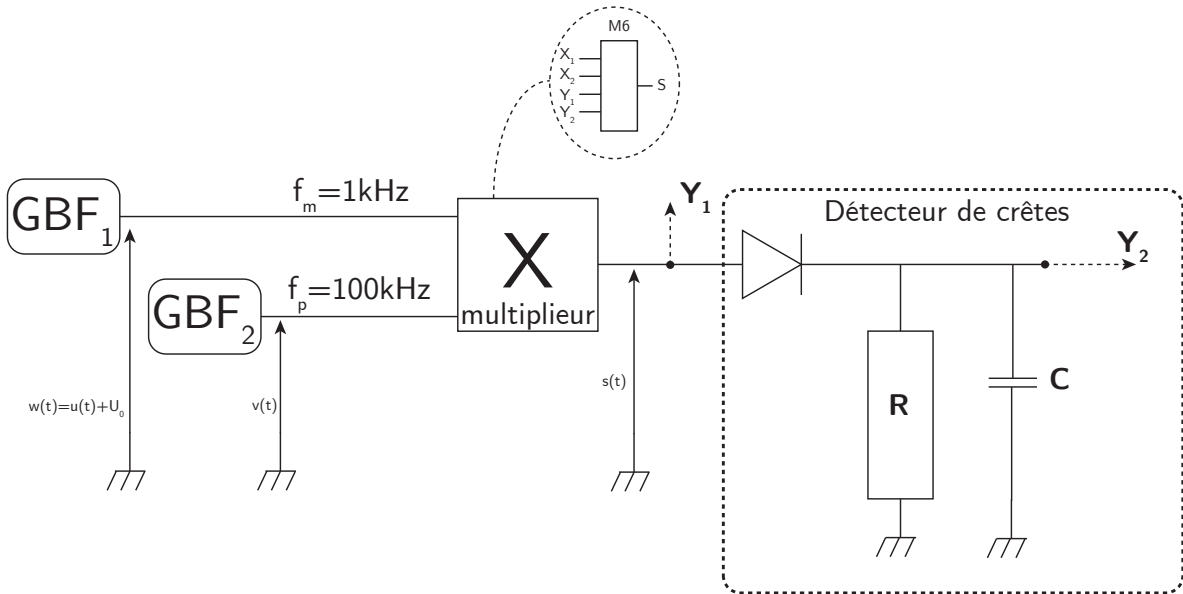 M6
X₁
X₂
Y₁
Y₂
S
GBF₁
fₘ=1kHz
Y₁
Détecteur de crêtes
Y₂
GBF₂
fₚ=100kHz
X
multiplieur
w(t)=u(t)+U₀
v(t)
s(t)
R
C